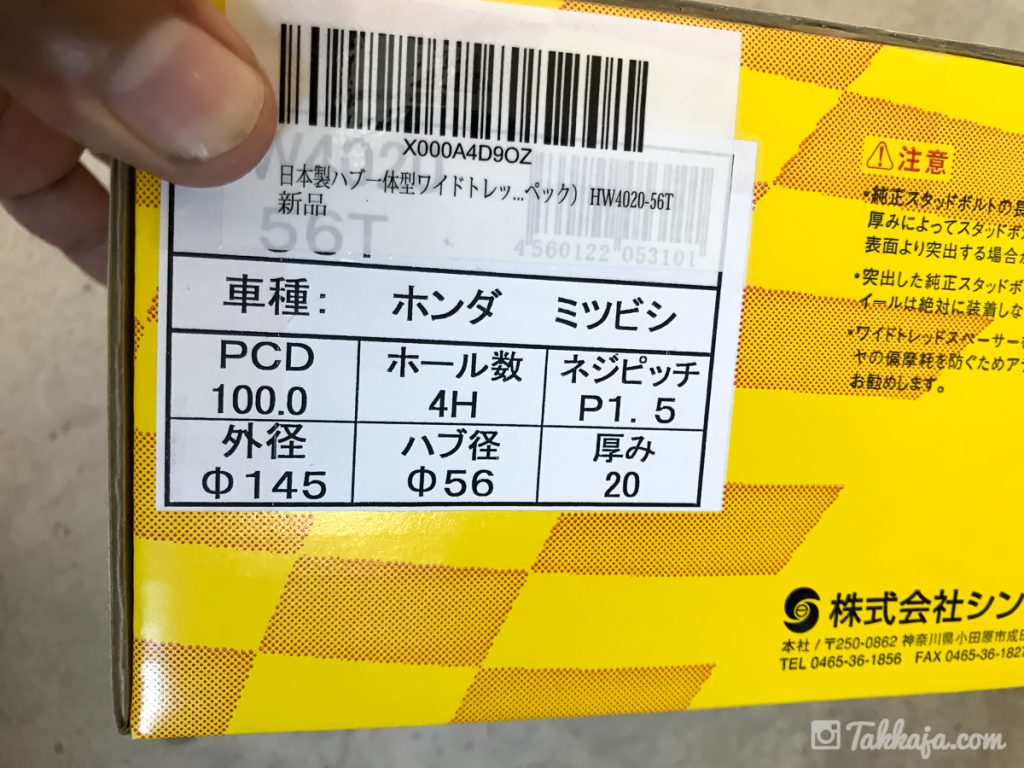 X000A4D9OZ
日本製ハブ一体型ワイドトレッ...ペック) HW4020-56T
新品
W4020
56T
4560122 053101
車種: ホンダ ミツビシ
PCD ホール数 ネジピッチ
100.0 4H P1.5
外径 ハブ径 厚み
Φ145 Φ56 20
注意
•純正スタッドボルトの長
厚みによってスタッドボ
表面より突出する場合か
•突出した純正スタッドボ
イールは絶対に装着しな
•ワイドトレッドスペーサー
ヤの偏摩耗を防ぐためア
お勧めします。
株式会社シン
本社/〒250-0862 神奈川県小田原市成田
TEL 0465-36-1856 FAX 0465-36-1827
Takkaja.com